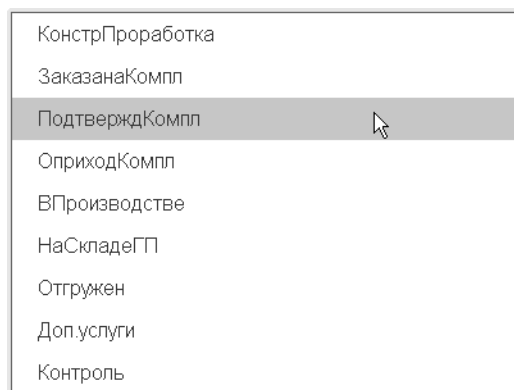 КонстрПроработка
ЗаказанаКомпл
ПодтверждКомпл
ОприходКомпл
ВПроизводстве
НаСкладеГП
Отгружен
Доп.услуги
Контроль